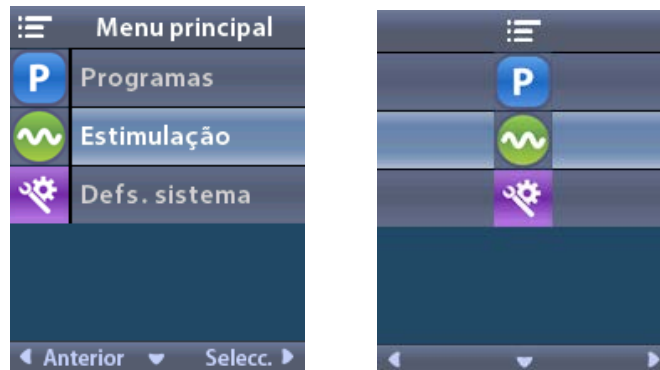 Menu principal
P Programas
Estimulação
Defs. sistema
Anterior Selecc.
P